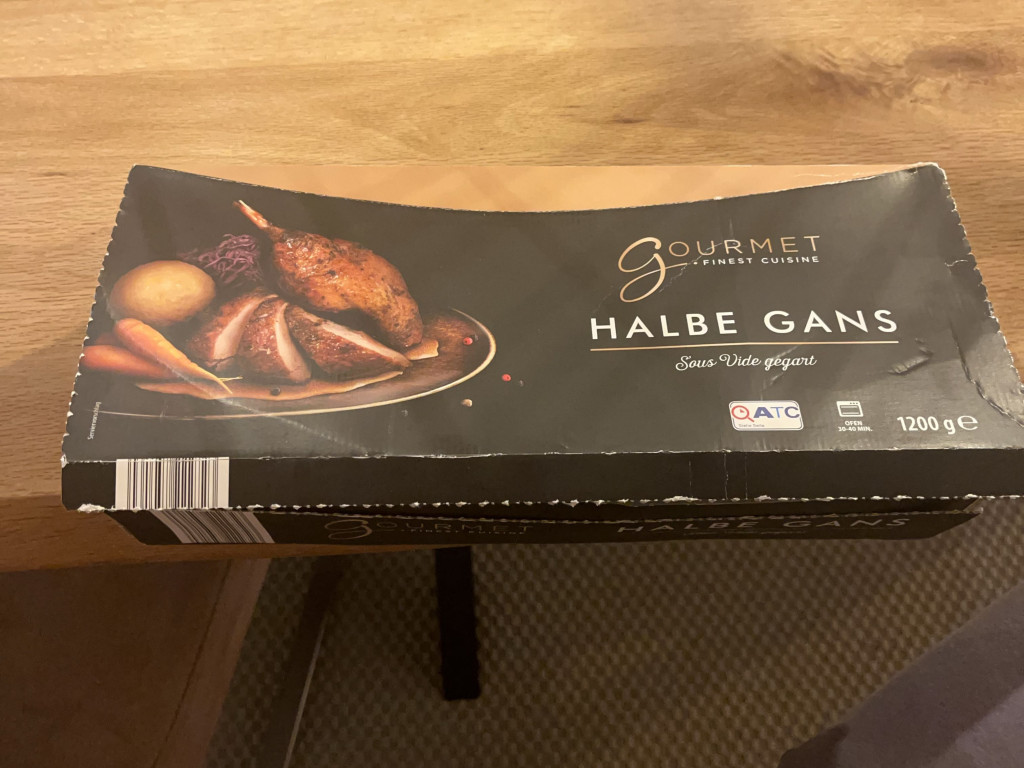 GOURMET
FINEST CUISINE
HALBE GANS
Sous Vide gegart
QATC
OFEN
30-40 MIN.
1200 g ℮
Serviervorschlag
GOURMET
FINEST CUISINE
HALBE GANS